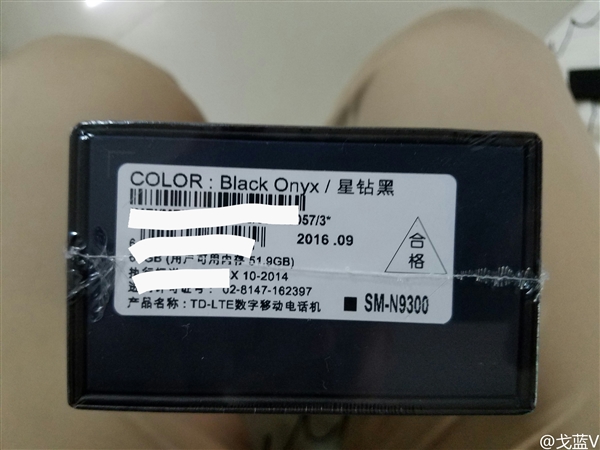 COLOR : Black Onyx / 星钻黑
057/3*
6
2016 .09
合
格
GB (用户可用内存 51.9GB)
X 10-2014
02-8147-162397
产品名称: TD-LTE数字移动电话机
SM-N9300
@戈蓝V